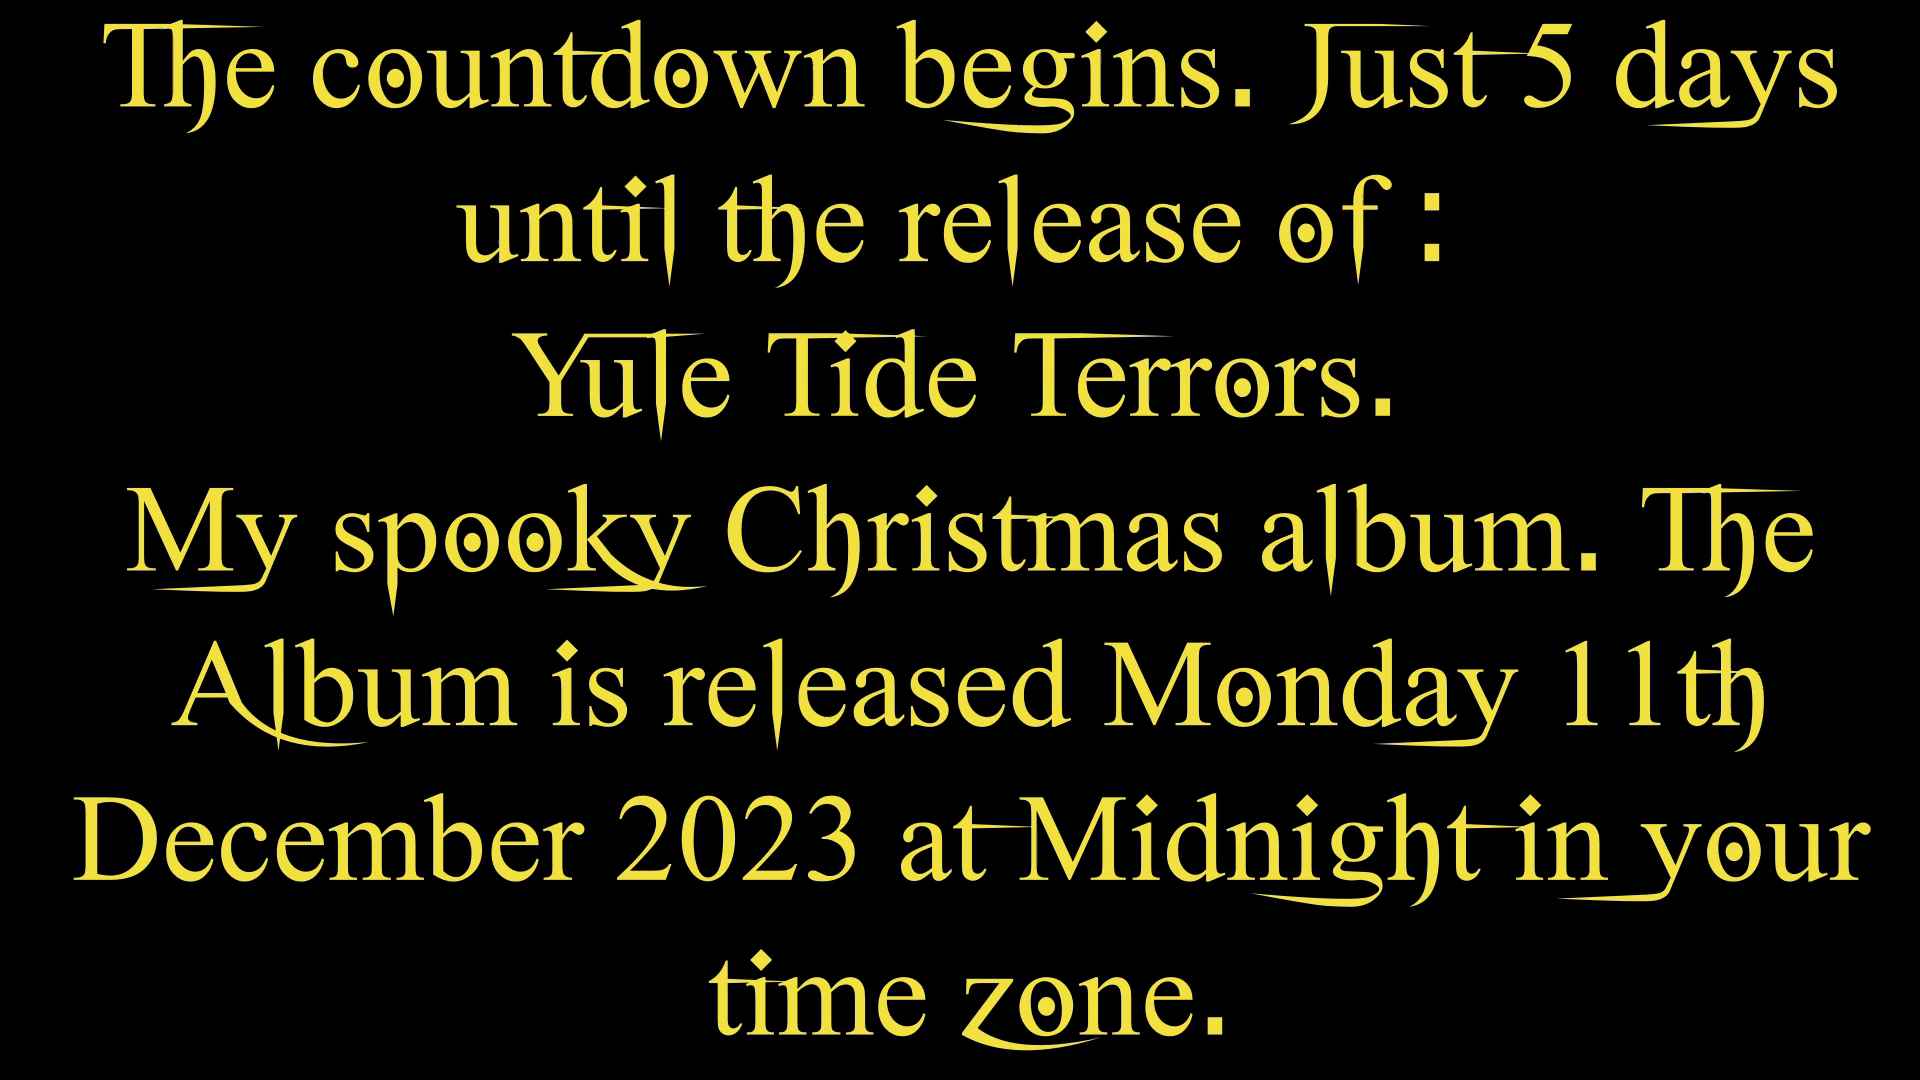 The countdown begins. Just 5 days
until the release of :
Yule Tide Terrors.
My spooky Christmas album. The
Album is released Monday 11th
December 2023 at Midnight in your
time zone.